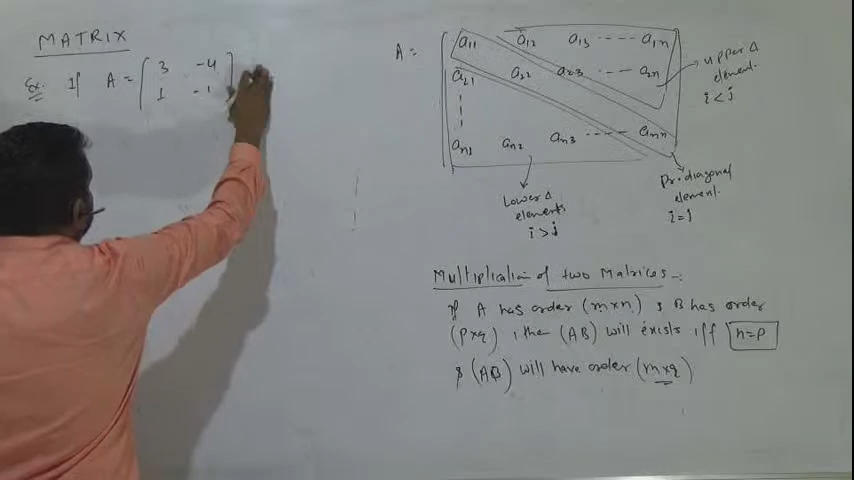 MATRIX
Ex. If A = [ 3 -4
1 -1 ]
A = [ a11 a12 a13 ----- a1n
a21 a22 a23 --- a2n
an1 an2 an3 ------ ann ]
upper Δ
element.
i < j
Pr. diagonal
element.
i = j
Lower Δ
elements
i > j
Multiplication of two Matrices -:
If A has order (m×n) & B has order
(p×q) , then (AB) will exists iff n=p
& (AB) will have order (m×q)